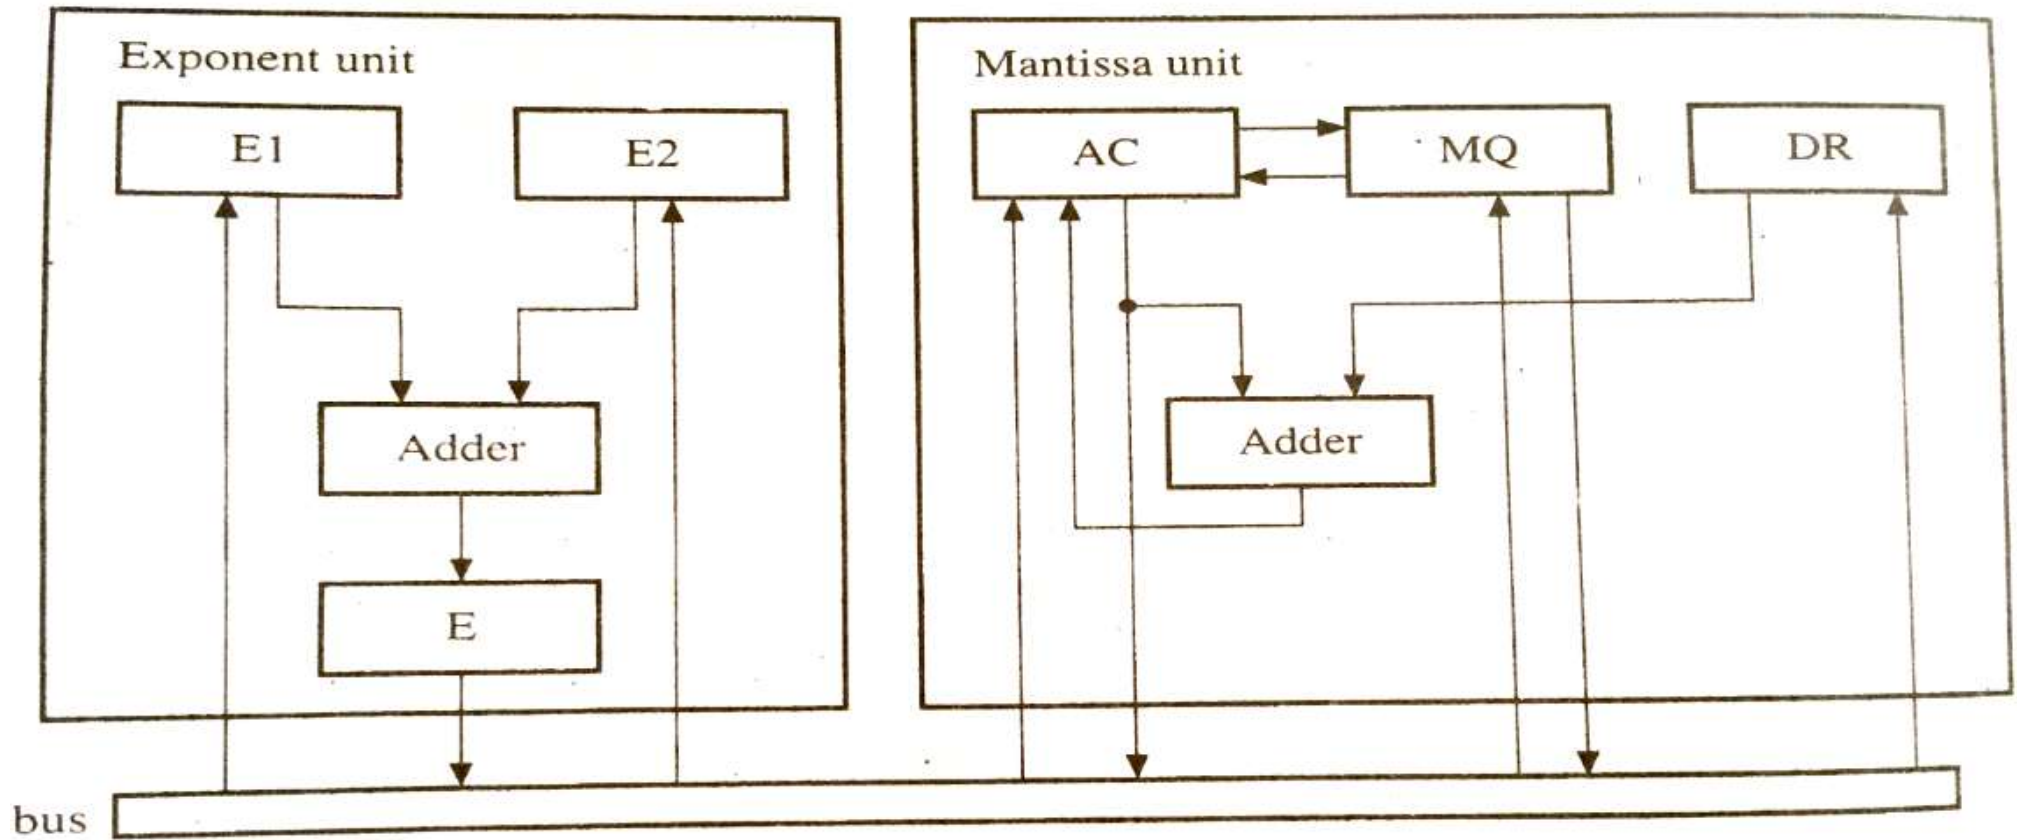 Exponent unit
E1
E2
Adder
E
Mantissa unit
AC
MQ
DR
Adder
bus